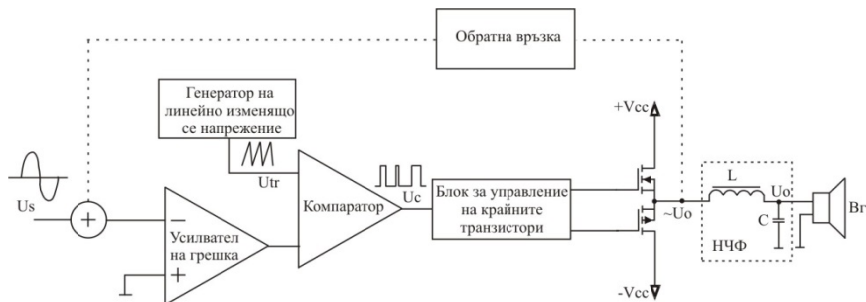 Обратна връзка
Генератор на
линейно изменящо
се напрежение
+Vcc
Utr
Uc
Us
+
−
Усилвател
на грешка
+
Компаратор
Блок за управление
на крайните
транзистори
~Uo
L
Uo
C
НЧФ
Вг
-Vcc